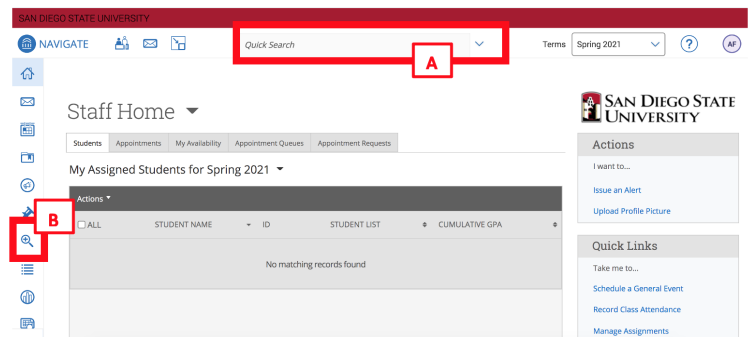 SAN DIEGO STATE UNIVERSITY
NAVIGATE
Quick Search
Terms Spring 2021 ? AF
A
Staff Home
SAN DIEGO STATE
UNIVERSITY
Students Appointments My Availability Appointment Queues Appointment Requests
My Assigned Students for Spring 2021
Actions
B
ALL STUDENT NAME ID STUDENT LIST CUMULATIVE GPA
No matching records found
Actions
I want to...
Issue an Alert
Upload Profile Picture
Quick Links
Take me to...
Schedule a General Event
Record Class Attendance
Manage Assignments